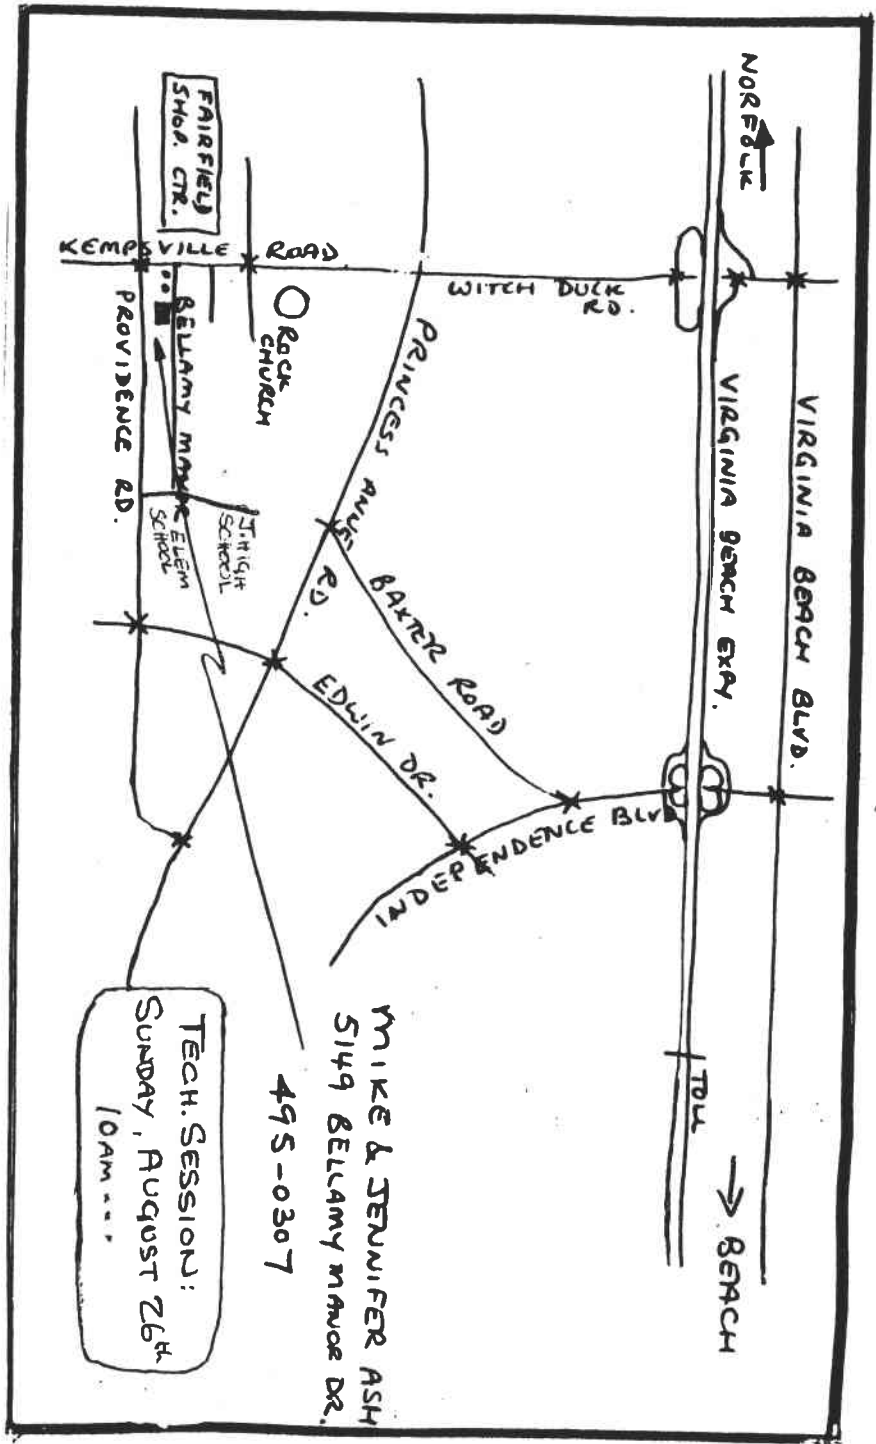 NORFOLK
VIRGINIA BEACH BLVD.
VIRGINIA BEACH EXPY.
TOLL
BEACH
WITCH DUCK
RD.
INDEPENDENCE BLVD
BAXTER ROAD
EDWIN DR.
PRINCESS ANNE RD.
KEMPSVILLE ROAD
ROCK
CHURCH
FAIRFIELD
SHOP. CTR.
BELLAMY MANOR
J. HIGH
SCHOOL
ELEM
SCHOOL
PROVIDENCE RD.
MIKE & JENNIFER ASH
5149 BELLAMY MANOR DR.
495-0307
TECH. SESSION:
SUNDAY, AUGUST 26th
10AM----